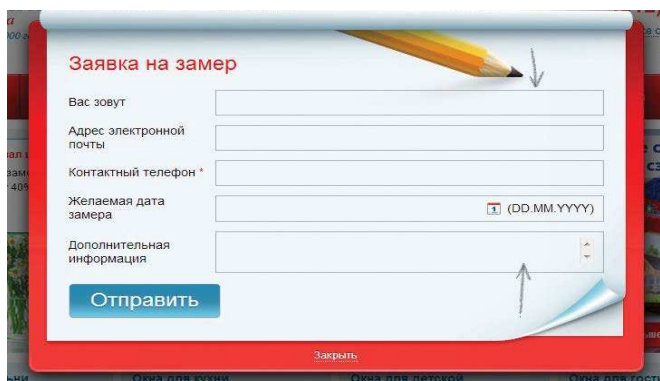 Заявка на замер
Вас зовут
Адрес электронной
почты
Контактный телефон *
Желаемая дата
замера
1 (DD.MM.YYYY)
Дополнительная
информация
Отправить
Закрыть
Окна для кухни
Окна для детской